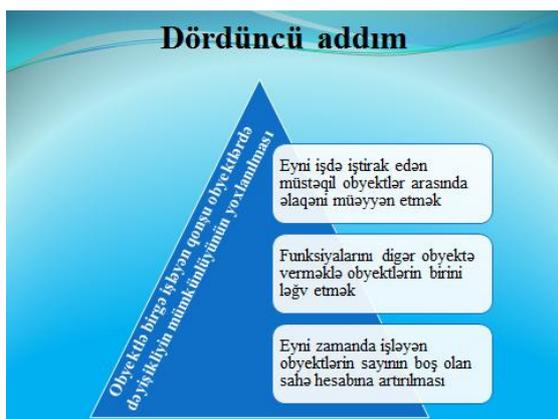 Dördüncü addım
Obyektlə birgə işləyən qonşu obyektlərdə
dəyişikliyin mümkünlüyünün yoxlanılması
Eyni işdə iştirak edən
müstəqil obyektlər arasında
əlaqəni müəyyən etmək
Funksiyalarını digər obyektə
verməklə obyektlərin birini
ləğv etmək
Eyni zamanda işləyən
obyektlərin sayının boş olan
sahə hesabına artırılması